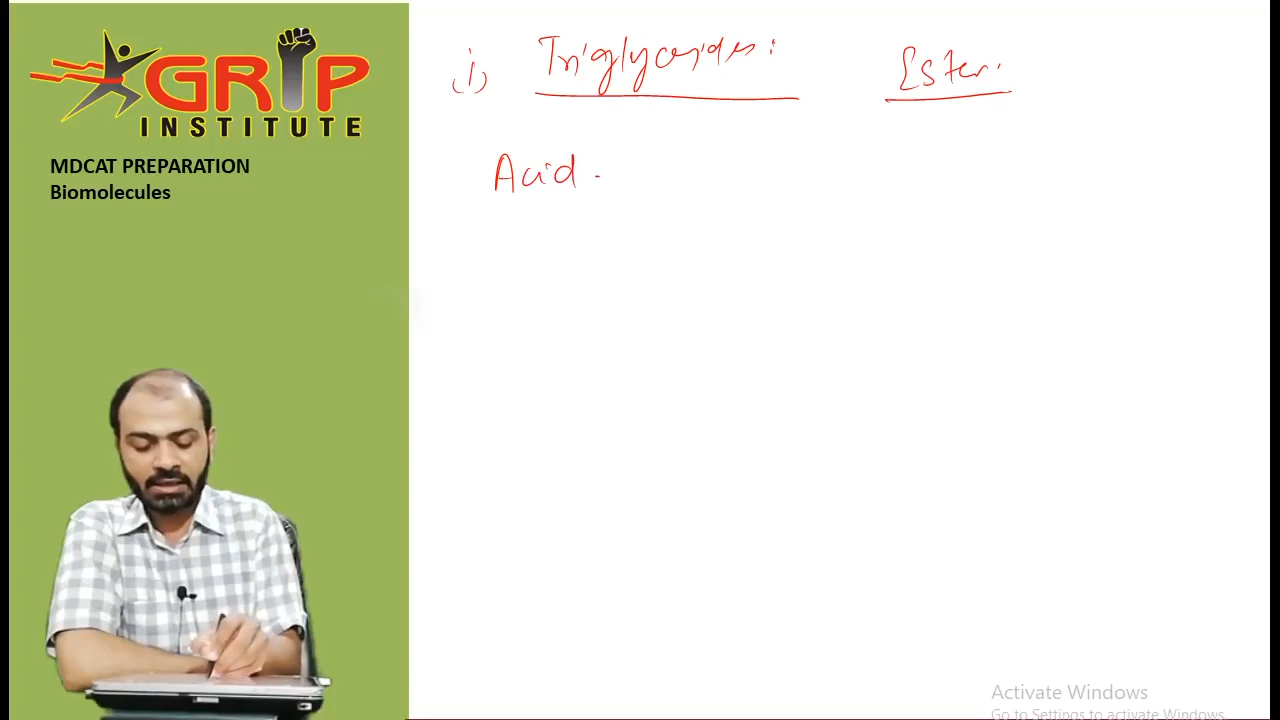 GRIP
INSTITUTE
MDCAT PREPARATION
Biomolecules
(i) Triglycerides: Ester.
Acid.
Activate Windows
Go to Settings to activate Windows.